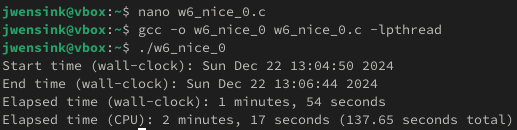 jwensink@vbox:~$ nano w6_nice_0.c
jwensink@vbox:~$ gcc -o w6_nice_0 w6_nice_0.c -lpthread
jwensink@vbox:~$ ./w6_nice_0
Start time (wall-clock): Sun Dec 22 13:04:50 2024
End time (wall-clock): Sun Dec 22 13:06:44 2024
Elapsed time (wall-clock): 1 minutes, 54 seconds
Elapsed time (CPU): 2 minutes, 17 seconds (137.65 seconds total)